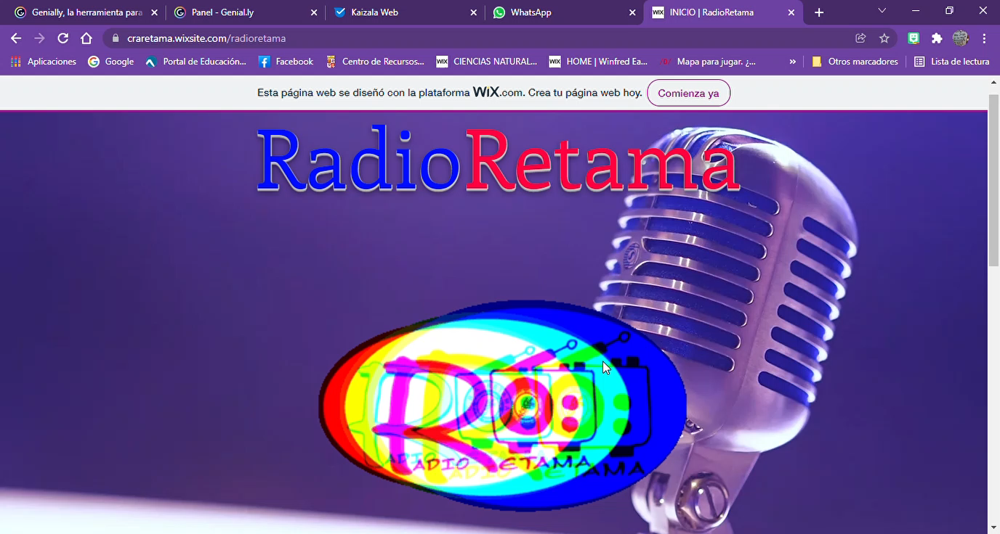 Genially, la herramienta para
Panel - Genial.ly
Kaizala Web
WhatsApp
WIX INICIO | RadioRetama
craretama.wixsite.com/radioretama
Aplicaciones
Google
Portal de Educación...
Facebook
Centro de Recursos...
WIX CIENCIAS NATURAL...
WIX HOME | Winfred Ea...
Mapa para jugar. ¿...
»
Otros marcadores
Lista de lectura
Esta página web se diseñó con la plataforma WiX.com. Crea tu página web hoy.
Comienza ya
RadioRetama
RADIO RETAMA